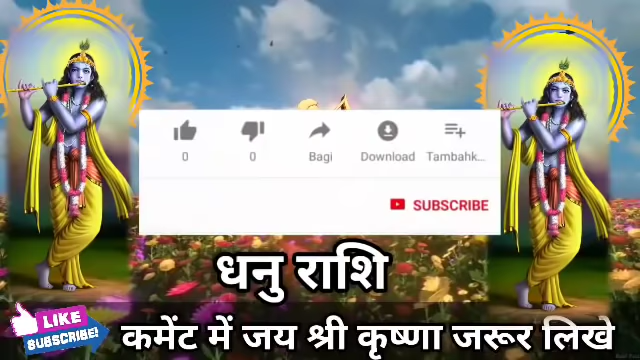 0 0 Bagi Download Tambahk...
SUBSCRIBE
धनु राशि
LIKE
SUBSCRIBE!
कमेंट में जय श्री कृष्णा जरूर लिखे